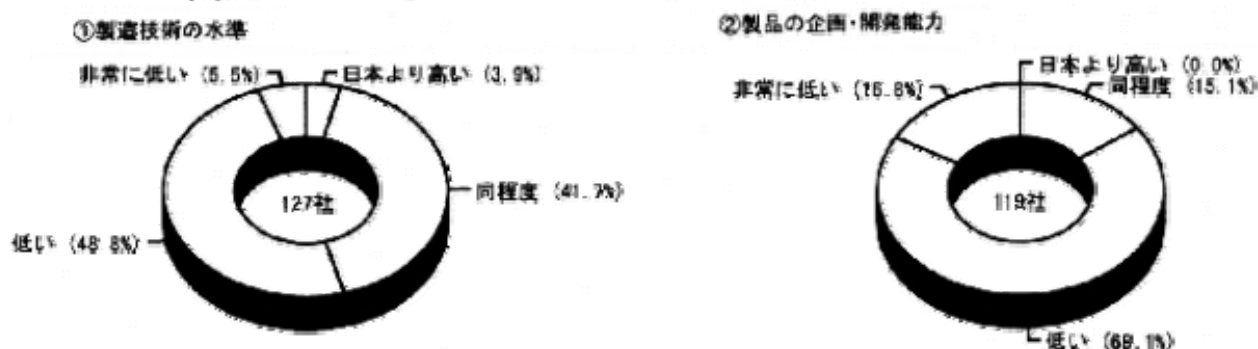 ①製造技術の水準
非常に低い (5.5%)
日本より高い (3.9%)
同程度 (41.7%)
低い (48.8%)
127社
②製品の企画・開発能力
日本より高い (0.0%)
非常に低い (16.8%)
同程度 (15.1%)
119社
低い (68.1%)